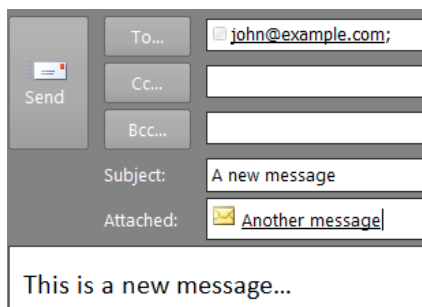 To...
john@example.com;
Send
Cc...
Bcc...
Subject:
A new message
Attached:
Another message
This is a new message...